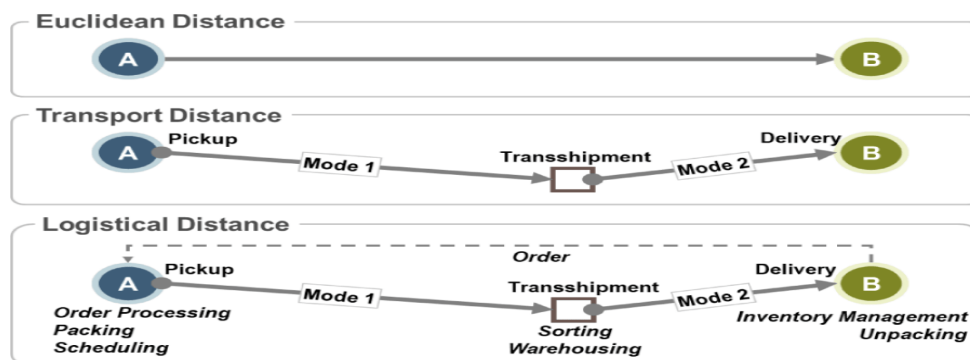 Euclidean Distance
A
B
Transport Distance
A
Pickup
Mode 1
Transshipment
Mode 2
Delivery
B
Logistical Distance
Order
A
Pickup
Mode 1
Transshipment
Mode 2
Delivery
B
Order Processing
Packing
Scheduling
Sorting
Warehousing
Inventory Management
Unpacking